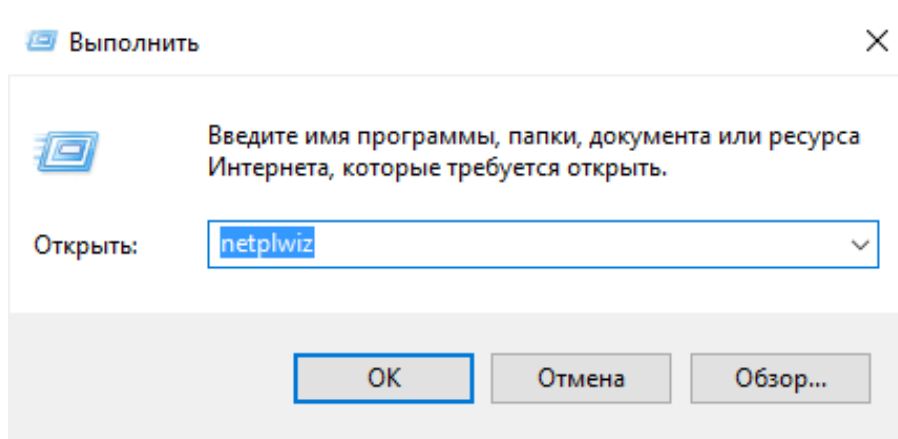 Выполнить
Введите имя программы, папки, документа или ресурса
Интернета, которые требуется открыть.
Открыть:
netplwiz
OK
Отмена
Обзор...